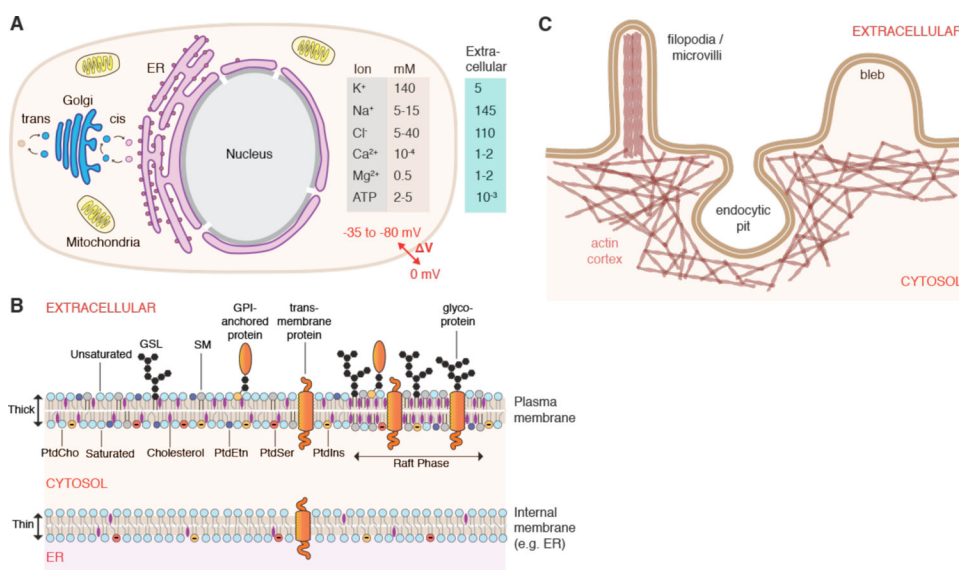 A
ER
Golgi
trans
cis
Nucleus
Mitochondria
Ion mM
Extra-
cellular
K⁺ 140 5
Na⁺ 5-15 145
Cl⁻ 5-40 110
Ca²⁺ 10⁻⁴ 1-2
Mg²⁺ 0.5 1-2
ATP 2-5 10⁻³
-35 to -80 mV
ΔV
0 mV
B
EXTRACELLULAR
Unsaturated
GSL
SM
GPI-
anchored
protein
trans-
membrane
protein
glyco-
protein
Thick
Plasma
membrane
PtdCho
Saturated
Cholesterol
PtdEtn
PtdSer
PtdIns
Raft Phase
CYTOSOL
Thin
Internal
membrane
(e.g. ER)
ER
C
EXTRACELLULAR
filopodia /
microvilli
bleb
endocytic
pit
actin
cortex
CYTOSOL